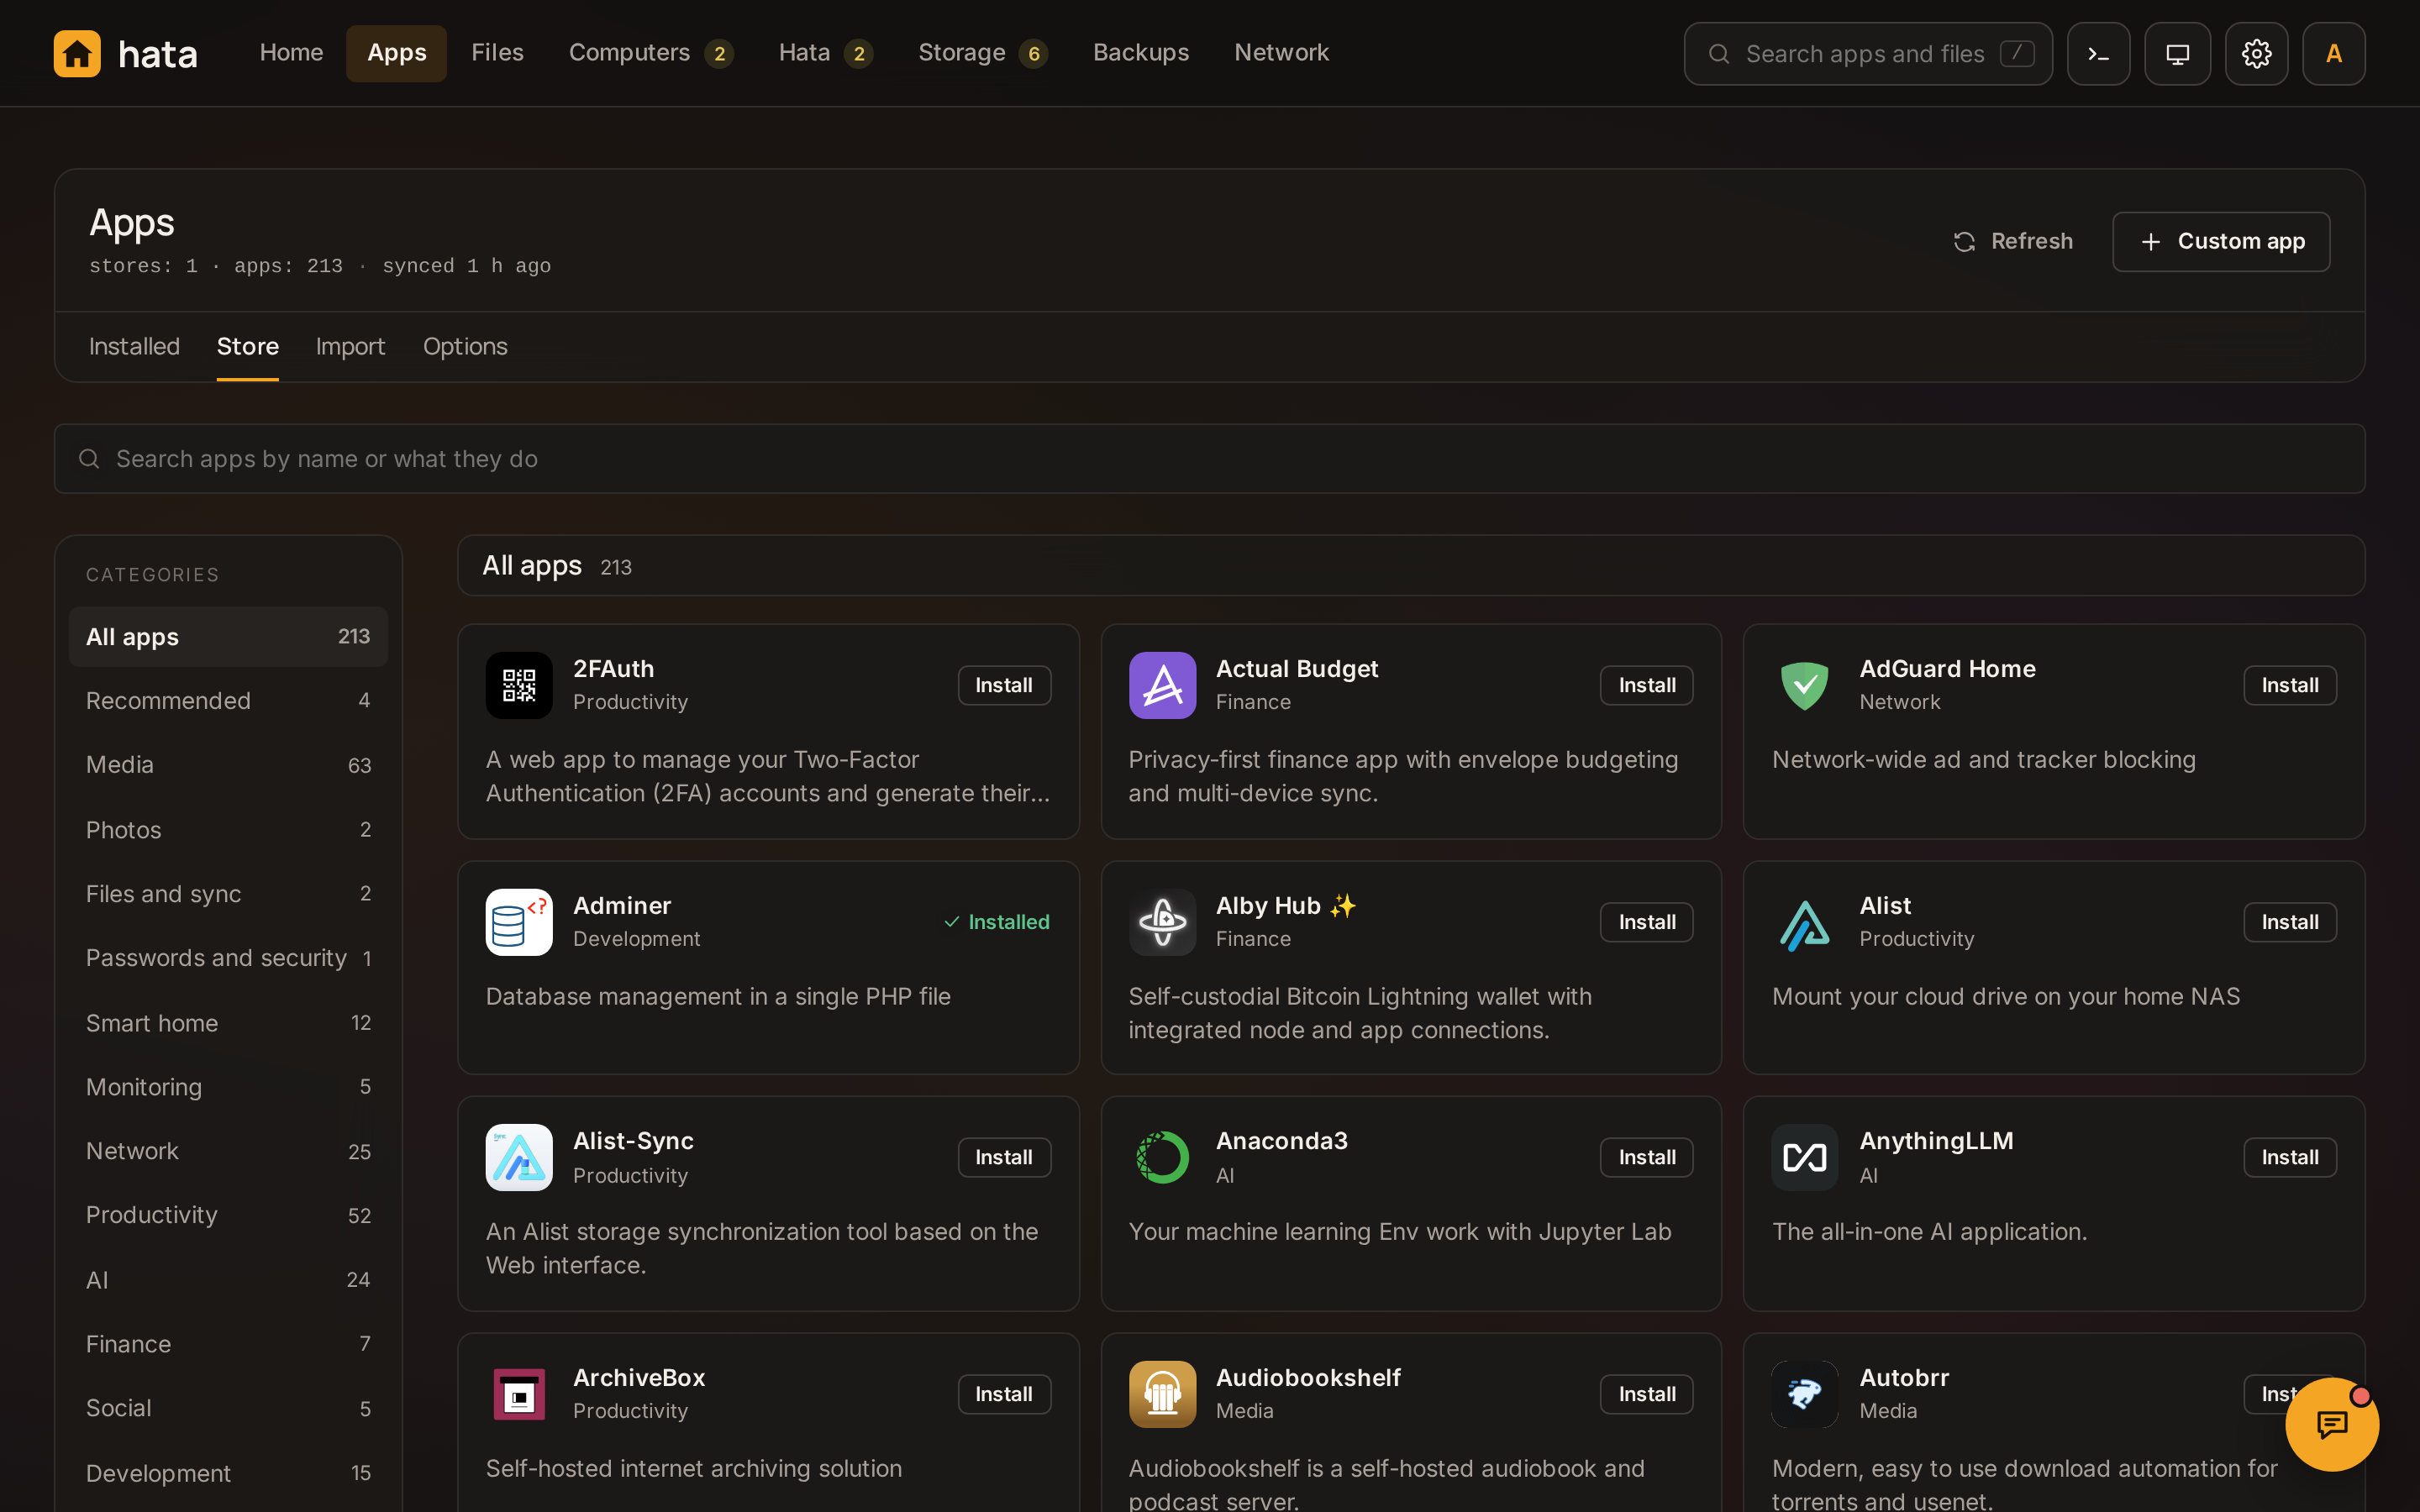 hata
Home
Apps
Files
Computers 2
Hata 2
Storage 6
Backups
Network
Search apps and files /
A
Apps
stores: 1 · apps: 213 · synced 1 h ago
Refresh
Custom app
Installed
Store
Import
Options
Search apps by name or what they do
CATEGORIES
All apps 213
Recommended 4
Media 63
Photos 2
Files and sync 2
Passwords and security 1
Smart home 12
Monitoring 5
Network 25
Productivity 52
AI 24
Finance 7
Social 5
Development 15
All apps 213
2FAuth
Productivity
Install
A web app to manage your Two-Factor
Authentication (2FA) accounts and generate their...
Actual Budget
Finance
Install
Privacy-first finance app with envelope budgeting
and multi-device sync.
AdGuard Home
Network
Install
Network-wide ad and tracker blocking
Adminer
Development
Installed
Database management in a single PHP file
Alby Hub ✨
Finance
Install
Self-custodial Bitcoin Lightning wallet with
integrated node and app connections.
Alist
Productivity
Install
Mount your cloud drive on your home NAS
Alist-Sync
Productivity
Install
An Alist storage synchronization tool based on the
Web interface.
Anaconda3
AI
Install
Your machine learning Env work with Jupyter Lab
AnythingLLM
AI
Install
The all-in-one AI application.
ArchiveBox
Productivity
Install
Self-hosted internet archiving solution
Audiobookshelf
Media
Install
Audiobookshelf is a self-hosted audiobook and
podcast server.
Autobrr
Media
Inst
Modern, easy to use download automation for
torrents and usenet.